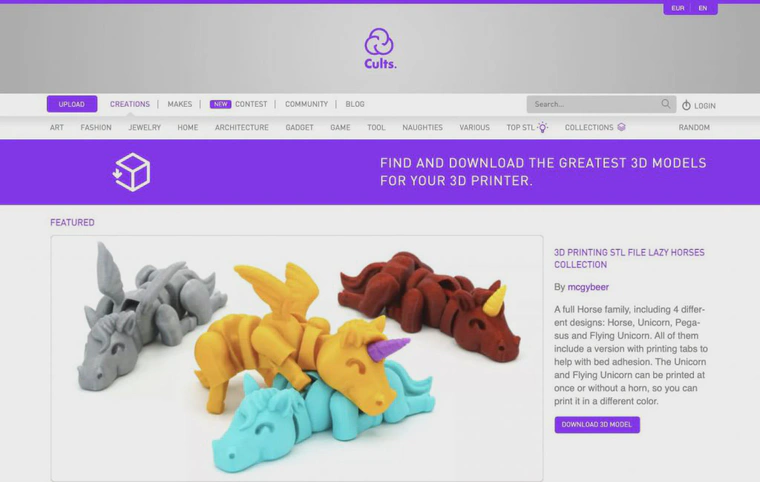 EUR | EN
Cults.
UPLOAD
CREATIONS | MAKES | NEW CONTEST | COMMUNITY | BLOG
Search...
LOGIN
ART FASHION JEWELRY HOME ARCHITECTURE GADGET GAME TOOL NAUGHTIES VARIOUS TOP STL COLLECTIONS RANDOM
FIND AND DOWNLOAD THE GREATEST 3D MODELS
FOR YOUR 3D PRINTER.
FEATURED
3D PRINTING STL FILE LAZY HORSES
COLLECTION
By mcgybeer
A full Horse family, including 4 differ-
ent designs: Horse, Unicorn, Pega-
sus and Flying Unicorn. All of them
include a version with printing tabs to
help with bed adhesion. The Unicorn
and Flying Unicorn can be printed at
once or without a horn, so you can
print it in a different color.
DOWNLOAD 3D MODEL